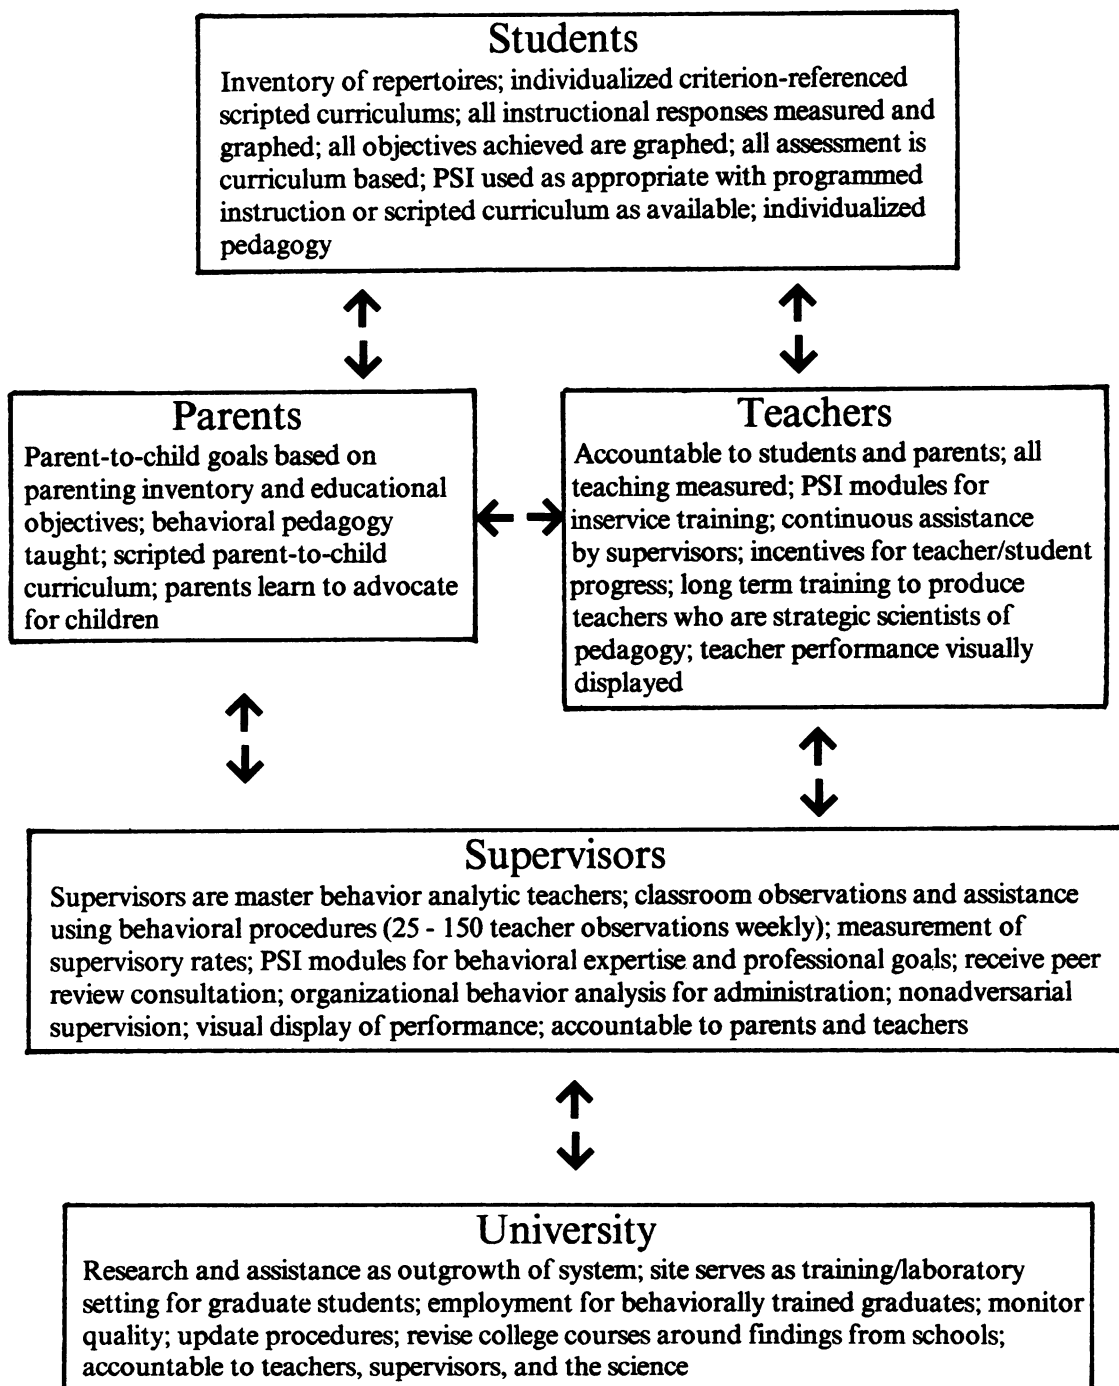 Students
Inventory of repertoires; individualized criterion-referenced
scripted curriculums; all instructional responses measured and
graphed; all objectives achieved are graphed; all assessment is
curriculum based; PSI used as appropriate with programmed
instruction or scripted curriculum as available; individualized
pedagogy
Parents
Parent-to-child goals based on
parenting inventory and educational
objectives; behavioral pedagogy
taught; scripted parent-to-child
curriculum; parents learn to advocate
for children
Teachers
Accountable to students and parents; all
teaching measured; PSI modules for
inservice training; continuous assistance
by supervisors; incentives for teacher/student
progress; long term training to produce
teachers who are strategic scientists of
pedagogy; teacher performance visually
displayed
Supervisors
Supervisors are master behavior analytic teachers; classroom observations and assistance
using behavioral procedures (25 - 150 teacher observations weekly); measurement of
supervisory rates; PSI modules for behavioral expertise and professional goals; receive peer
review consultation; organizational behavior analysis for administration; nonadversarial
supervision; visual display of performance; accountable to parents and teachers
University
Research and assistance as outgrowth of system; site serves as training/laboratory
setting for graduate students; employment for behaviorally trained graduates; monitor
quality; update procedures; revise college courses around findings from schools;
accountable to teachers, supervisors, and the science